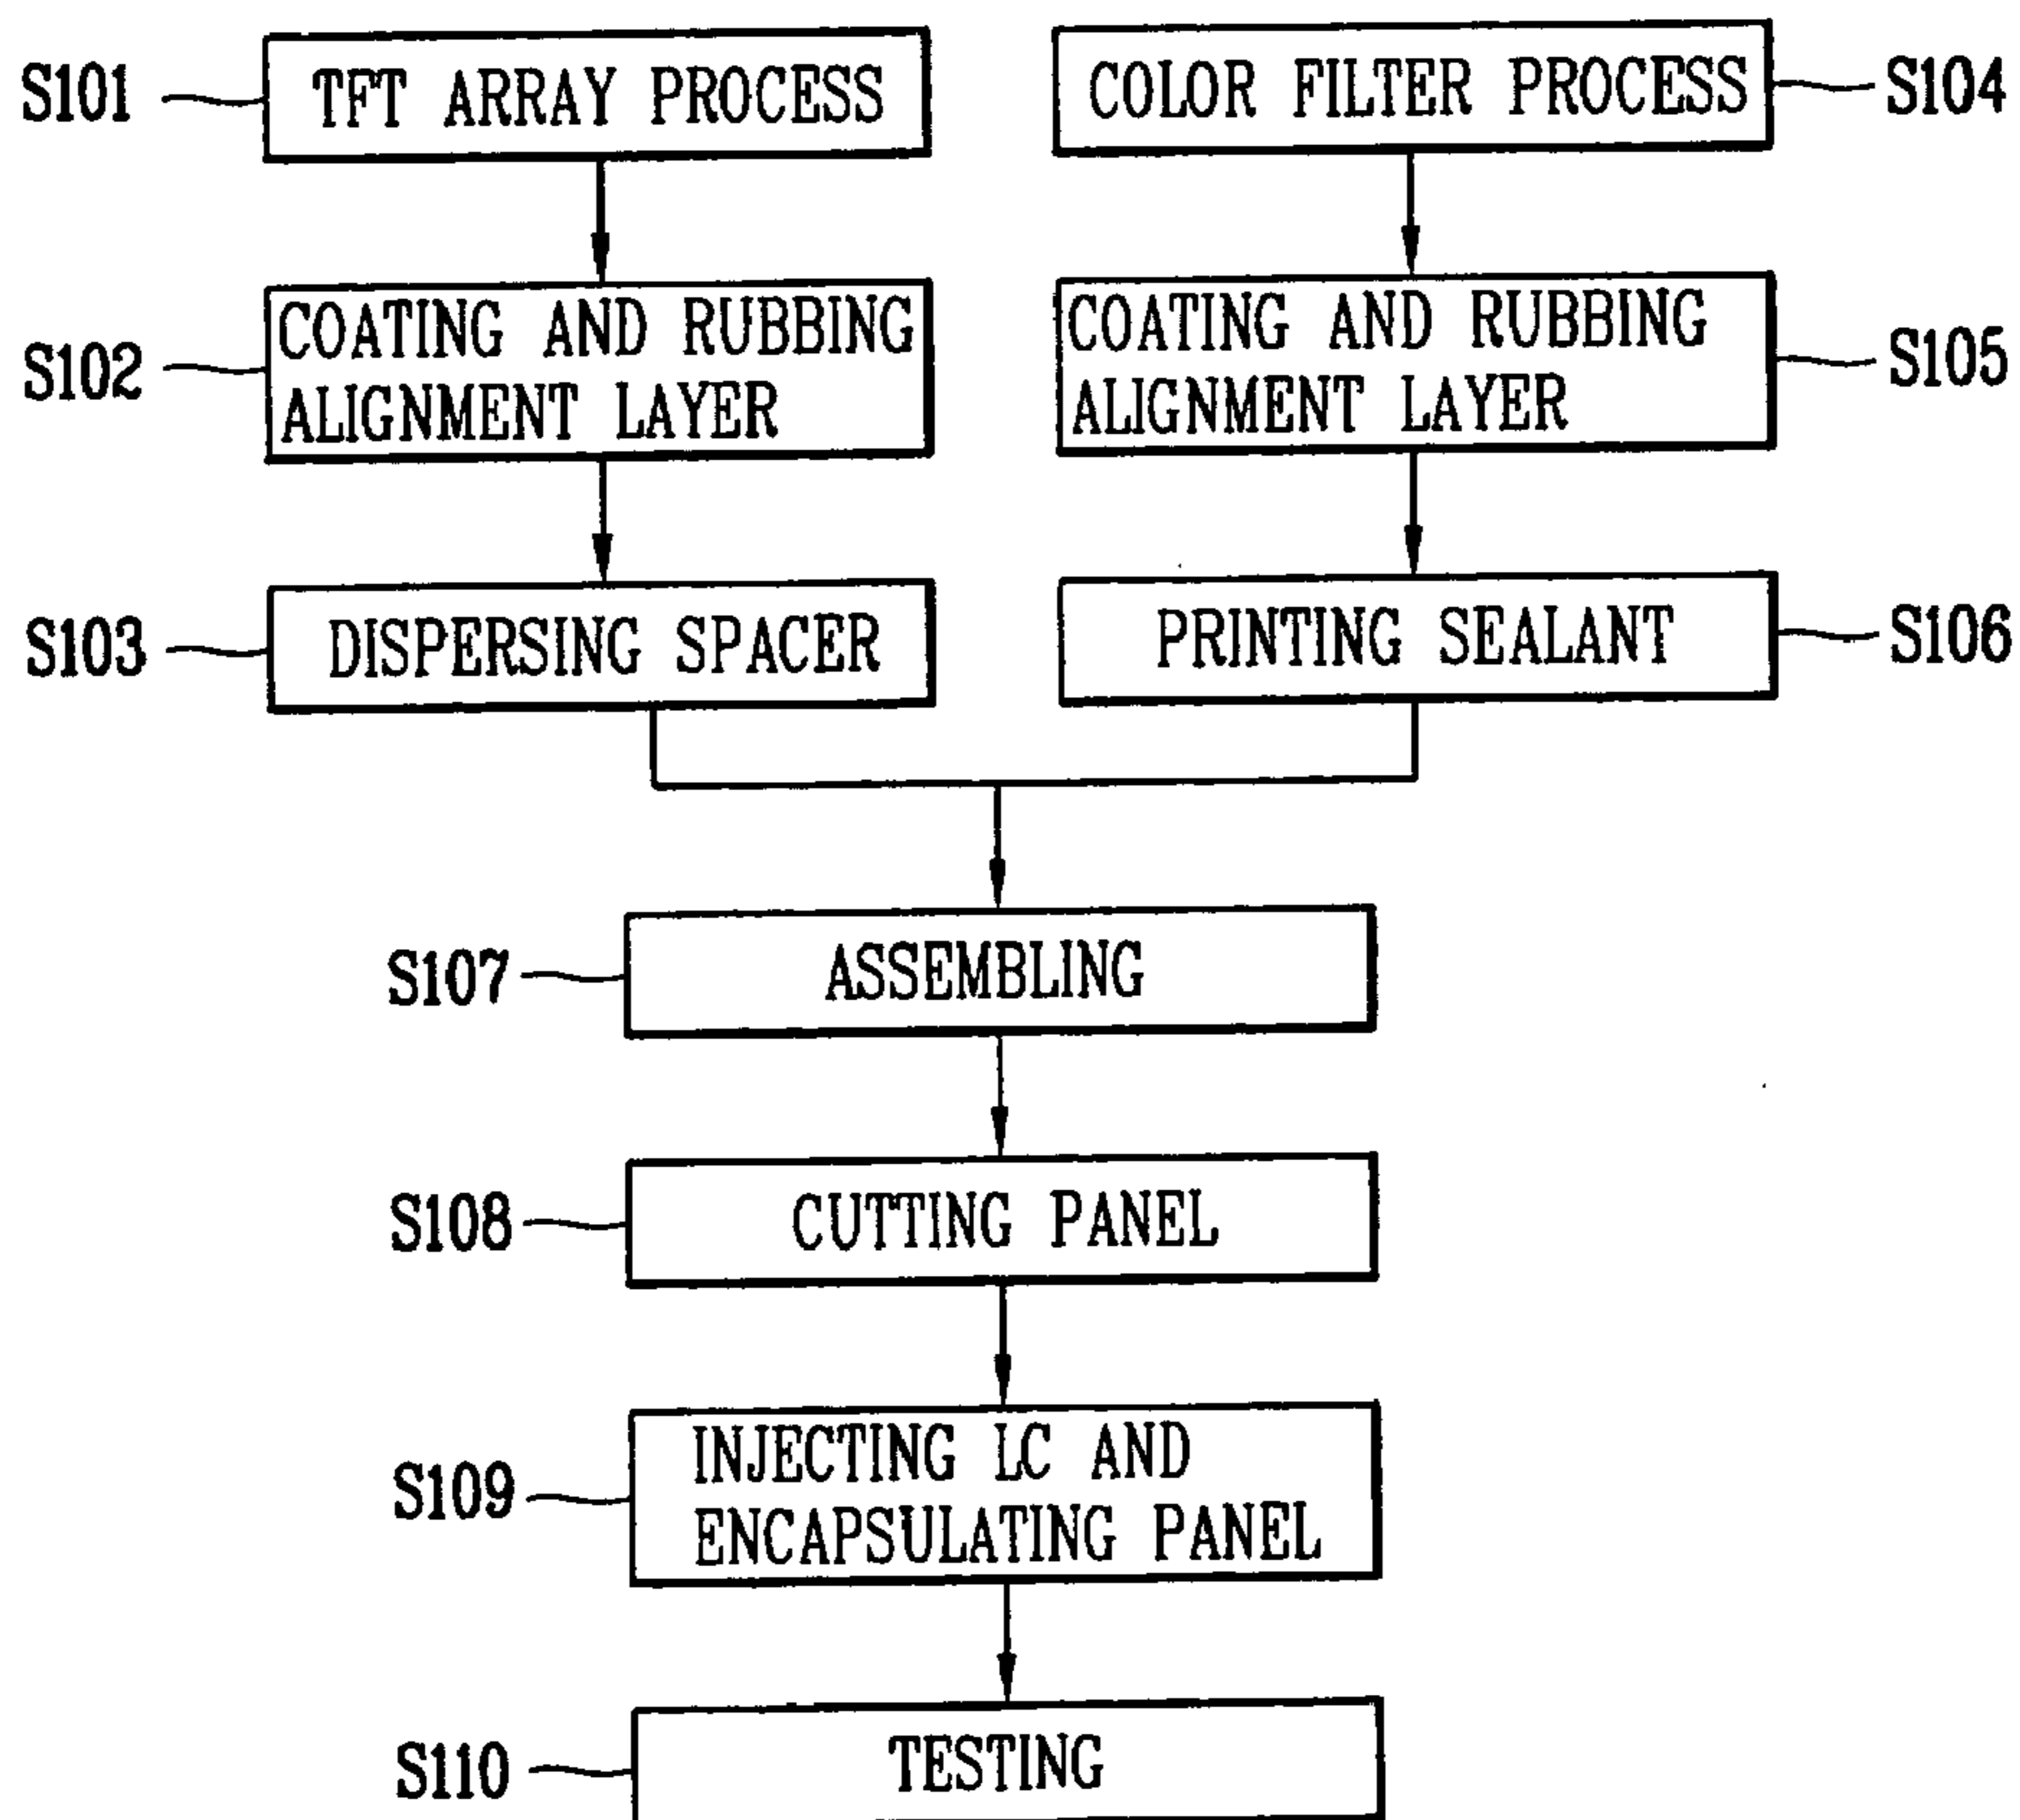 S101
TFT ARRAY PROCESS
COLOR FILTER PROCESS
S104
S102
COATING AND RUBBING
ALIGNMENT LAYER
COATING AND RUBBING
ALIGNMENT LAYER
S105
S103
DISPERSING SPACER
PRINTING SEALANT
S106
S107
ASSEMBLING
S108
CUTTING PANEL
S109
INJECTING LC AND
ENCAPSULATING PANEL
S110
TESTING